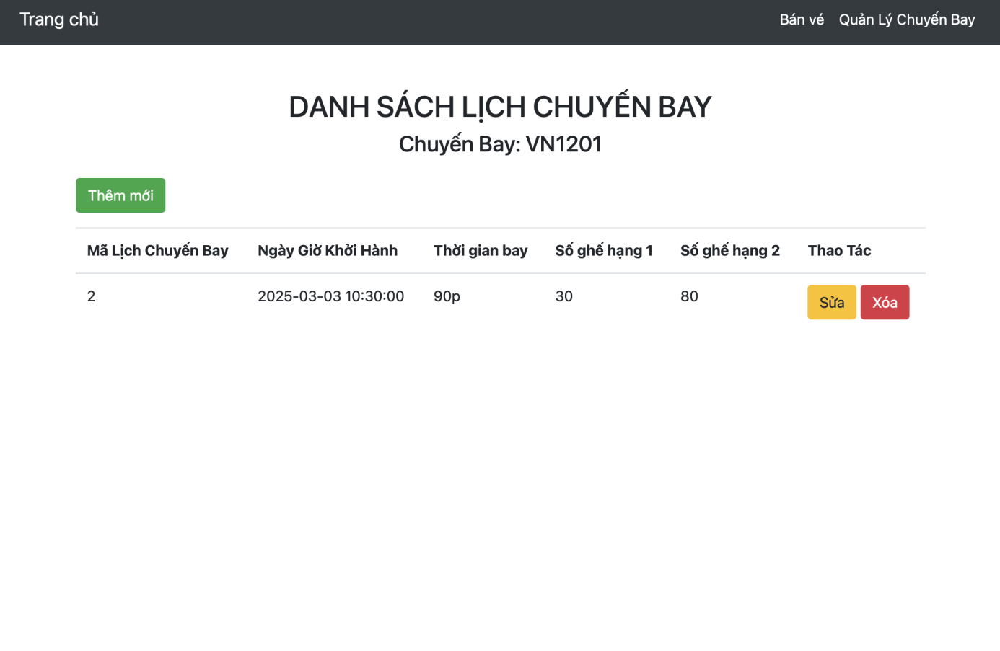 Trang chủ Bán vé Quản Lý Chuyến Bay
DANH SÁCH LỊCH CHUYẾN BAY
Chuyến Bay: VN1201
Thêm mới
Mã Lịch Chuyến Bay Ngày Giờ Khởi Hành Thời gian bay Số ghế hạng 1 Số ghế hạng 2 Thao Tác
2 2025-03-03 10:30:00 90p 30 80 Sửa Xóa